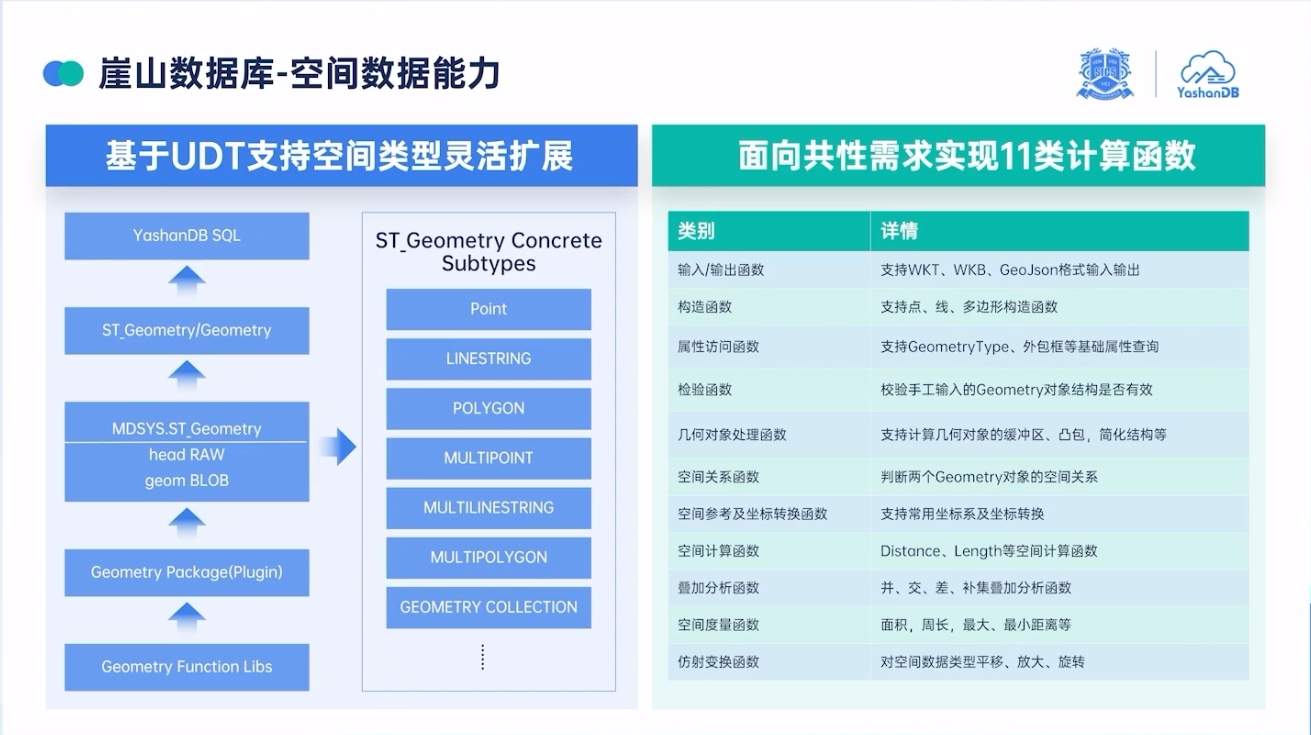 崖山数据库-空间数据能力
SICS
YashanDB
基于UDT支持空间类型灵活扩展
YashanDB SQL
ST_Geometry/Geometry
MDSYS.ST_Geometry
head RAW
geom BLOB
Geometry Package(Plugin)
Geometry Function Libs
ST_Geometry Concrete
Subtypes
Point
LINESTRING
POLYGON
MULTIPOINT
MULTILINESTRING
MULTIPOLYGON
GEOMETRY COLLECTION
面向共性需求实现11类计算函数
类别 详情
输入/输出函数 支持WKT、WKB、GeoJson格式输入输出
构造函数 支持点、线、多边形构造函数
属性访问函数 支持GeometryType、外包框等基础属性查询
检验函数 校验手工输入的Geometry对象结构是否有效
几何对象处理函数 支持计算几何对象的缓冲区、凸包，简化结构等
空间关系函数 判断两个Geometry对象的空间关系
空间参考及坐标转换函数 支持常用坐标系及坐标转换
空间计算函数 Distance、Length等空间计算函数
叠加分析函数 并、交、差、补集叠加分析函数
空间度量函数 面积，周长，最大、最小距离等
仿射变换函数 对空间数据类型平移、放大、旋转